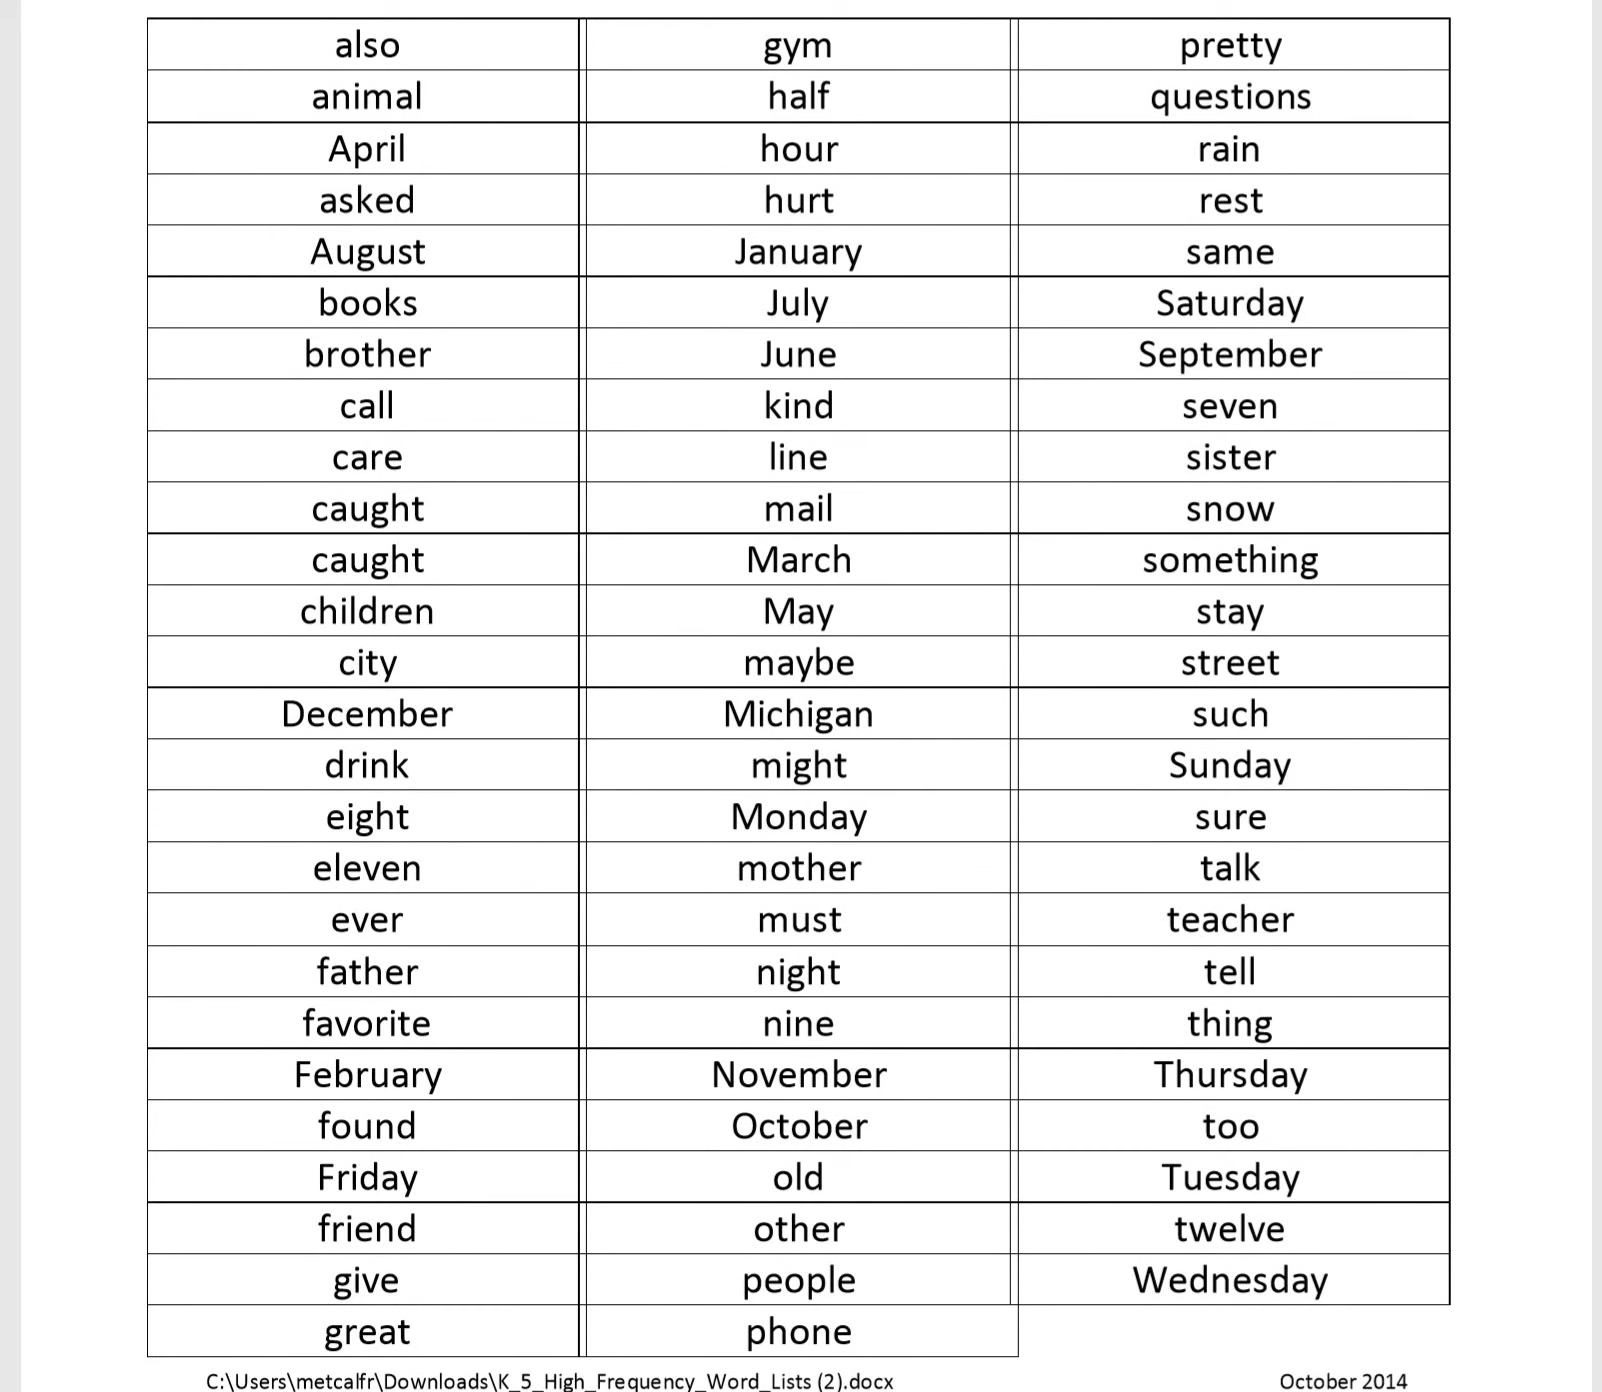 also gym pretty
animal half questions
April hour rain
asked hurt rest
August January same
books July Saturday
brother June September
call kind seven
care line sister
caught mail snow
caught March something
children May stay
city maybe street
December Michigan such
drink might Sunday
eight Monday sure
eleven mother talk
ever must teacher
father night tell
favorite nine thing
February November Thursday
found October too
Friday old Tuesday
friend other twelve
give people Wednesday
great phone
C:\Users\metcalfr\Downloads\K_5_High_Frequency_Word_Lists (2).docx October 2014